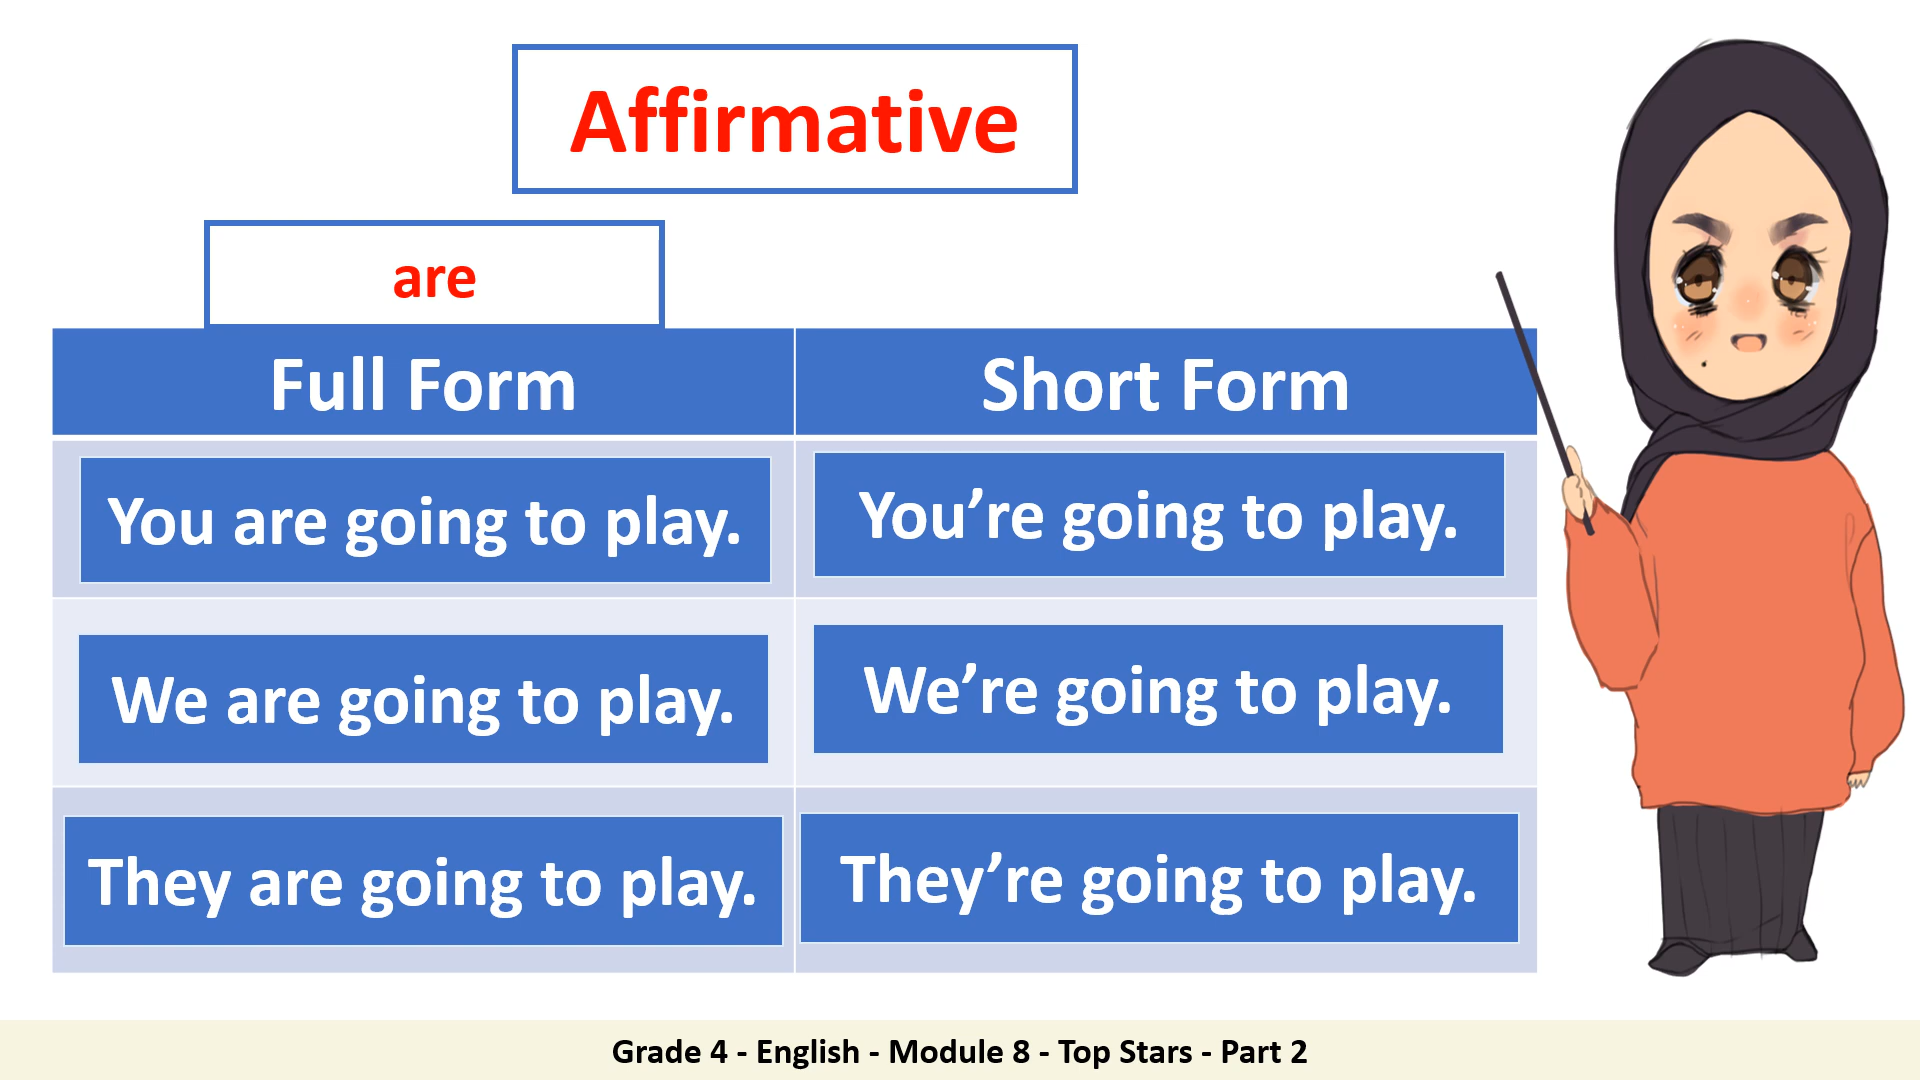 Affirmative
are
Full Form
Short Form
You are going to play.
You’re going to play.
We are going to play.
We’re going to play.
They are going to play.
They’re going to play.
Grade 4 - English - Module 8 - Top Stars - Part 2